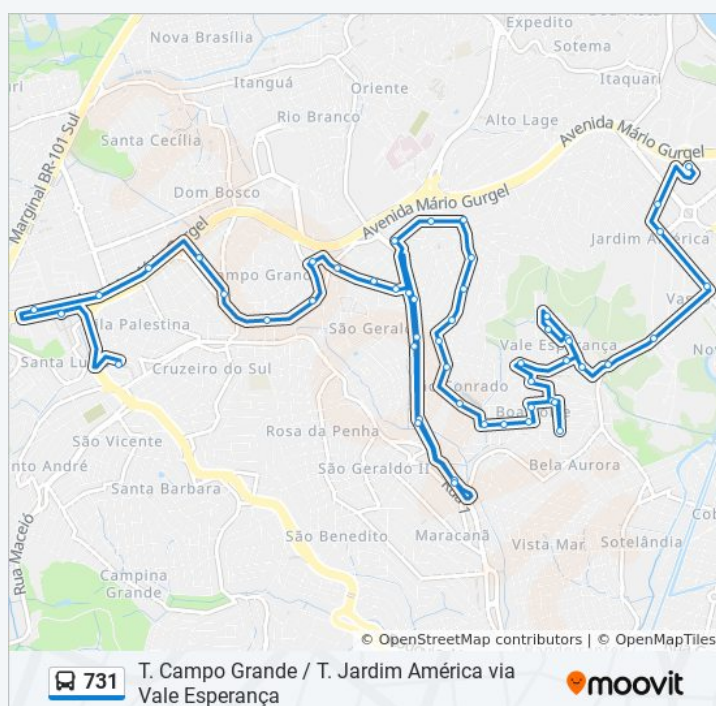 Nova Brasília
Expedito
Sotema
Itanguá
Oriente
Itaquari
Marginal BR-101 Sul
Rio Branco
Alto Lage
Santa Cecília
Avenida Mário Gurgel
Dom Bosco
Avenida Mário Gurgel
Jardim América
Campo Grande
Palestina
São Geraldo
Vale Esperança
Santa Lu
Cruzeiro do Sul
Conrado
São Vicente
Rosa da Penha
Santo André
São Geraldo II
Bela Aurora
Santa Barbara
Rua Maceió
São Benedito
Maracanã
Vista Mar
Sotelândia
Campina
Grande
© OpenStreetMap contributors | © OpenMapTiles
731
T. Campo Grande / T. Jardim América via
Vale Esperança
moovit